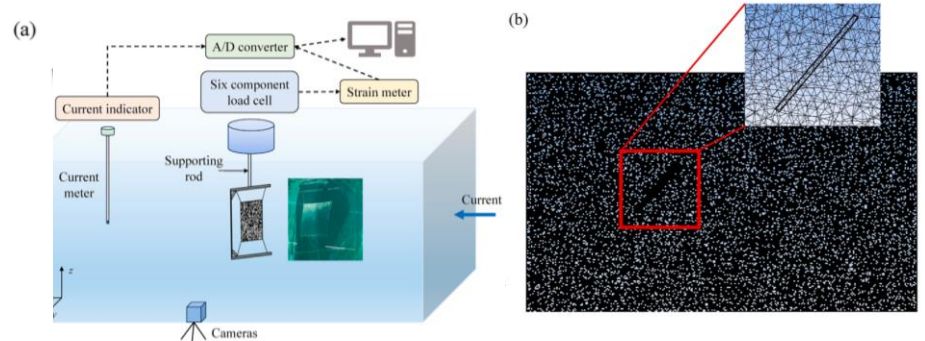 (a)
A/D converter
Six component
load cell
Strain meter
Current indicator
Supporting
rod
Current
meter
Current
z
Cameras
(b)